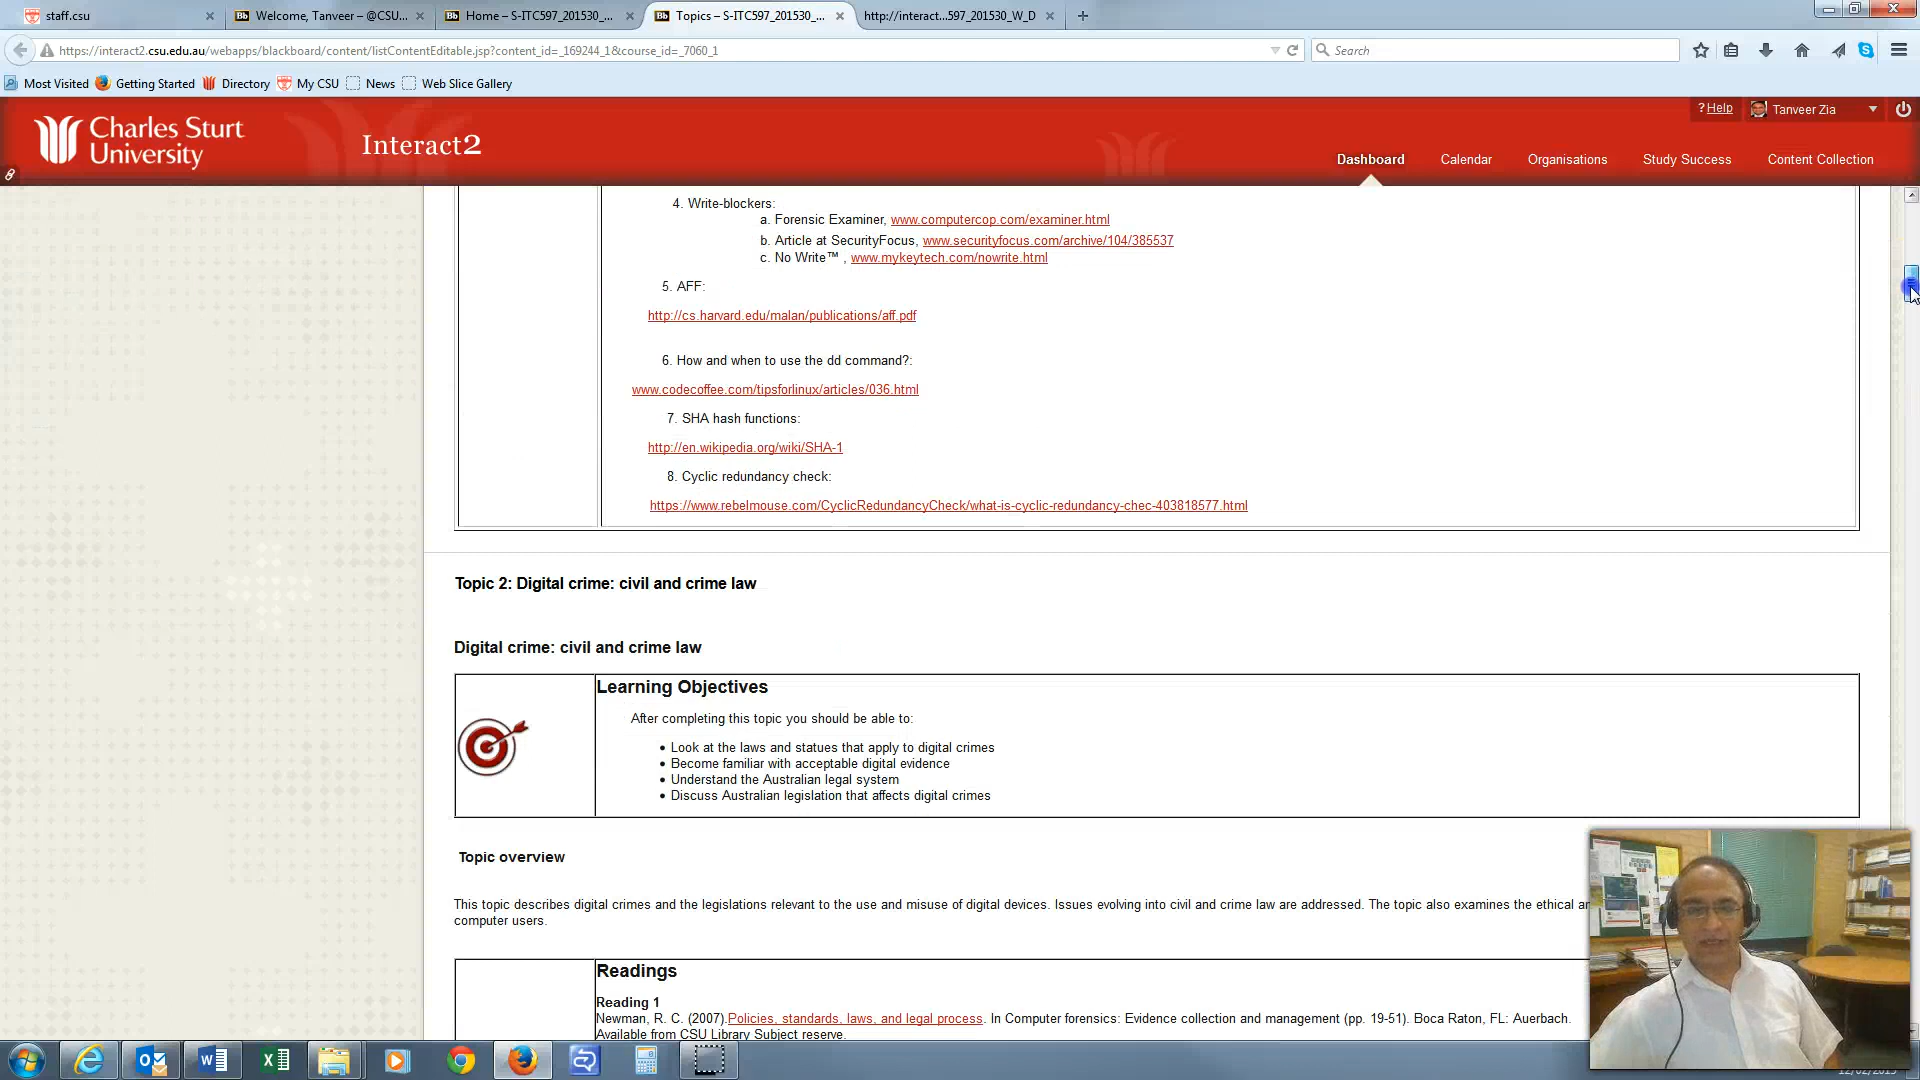 staff.csu
Welcome, Tanveer – @CSU...
Home – S-ITC597_201530_...
Topics – S-ITC597_201530_...
http://interact...597_201530_W_D
https://interact2.csu.edu.au/webapps/blackboard/content/listContentEditable.jsp?content_id=_169244_1&course_id=_7060_1
Search
Most Visited
Getting Started
Directory
My CSU
News
Web Slice Gallery
Charles Sturt
University
Interact2
? Help
Tanveer Zia
Dashboard
Calendar
Organisations
Study Success
Content Collection
4. Write-blockers:
a. Forensic Examiner, www.computercop.com/examiner.html
b. Article at SecurityFocus, www.securityfocus.com/archive/104/385537
c. No Write™ , www.mykeytech.com/nowrite.html
5. AFF:
http://cs.harvard.edu/malan/publications/aff.pdf
6. How and when to use the dd command?:
www.codecoffee.com/tipsforlinux/articles/036.html
7. SHA hash functions:
http://en.wikipedia.org/wiki/SHA-1
8. Cyclic redundancy check:
https://www.rebelmouse.com/CyclicRedundancyCheck/what-is-cyclic-redundancy-chec-403818577.html
Topic 2: Digital crime: civil and crime law
Digital crime: civil and crime law
Learning Objectives
After completing this topic you should be able to:
• Look at the laws and statues that apply to digital crimes
• Become familiar with acceptable digital evidence
• Understand the Australian legal system
• Discuss Australian legislation that affects digital crimes
Topic overview
This topic describes digital crimes and the legislations relevant to the use and misuse of digital devices. Issues evolving into civil and crime law are addressed. The topic also examines the ethical
computer users.
Readings
Reading 1
Newman, R. C. (2007).Policies, standards, laws, and legal process. In Computer forensics: Evidence collection and management (pp. 19-51). Boca Raton, FL: Auerbach.
Available from CSU Library Subject reserve.